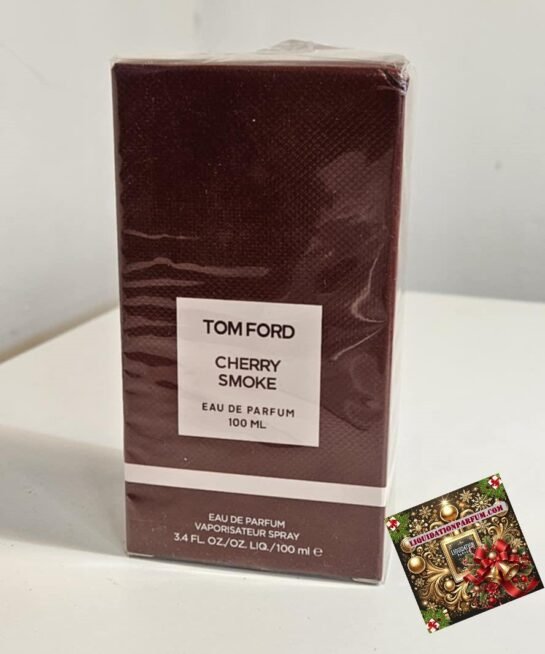 TOM FORD
CHERRY
SMOKE
EAU DE PARFUM
100 ML
EAU DE PARFUM
VAPORISATEUR SPRAY
3.4 FL. OZ./OZ. LIQ./100 ml e
LIQUIDATIONPARFUM.COM